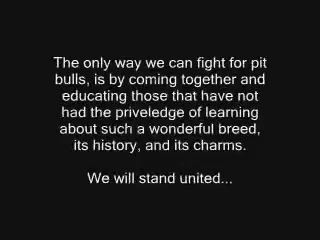 The only way we can fight for pit
bulls, is by coming together and
educating those that have not
had the priveledge of learning
about such a wonderful breed,
its history, and its charms.
We will stand united...